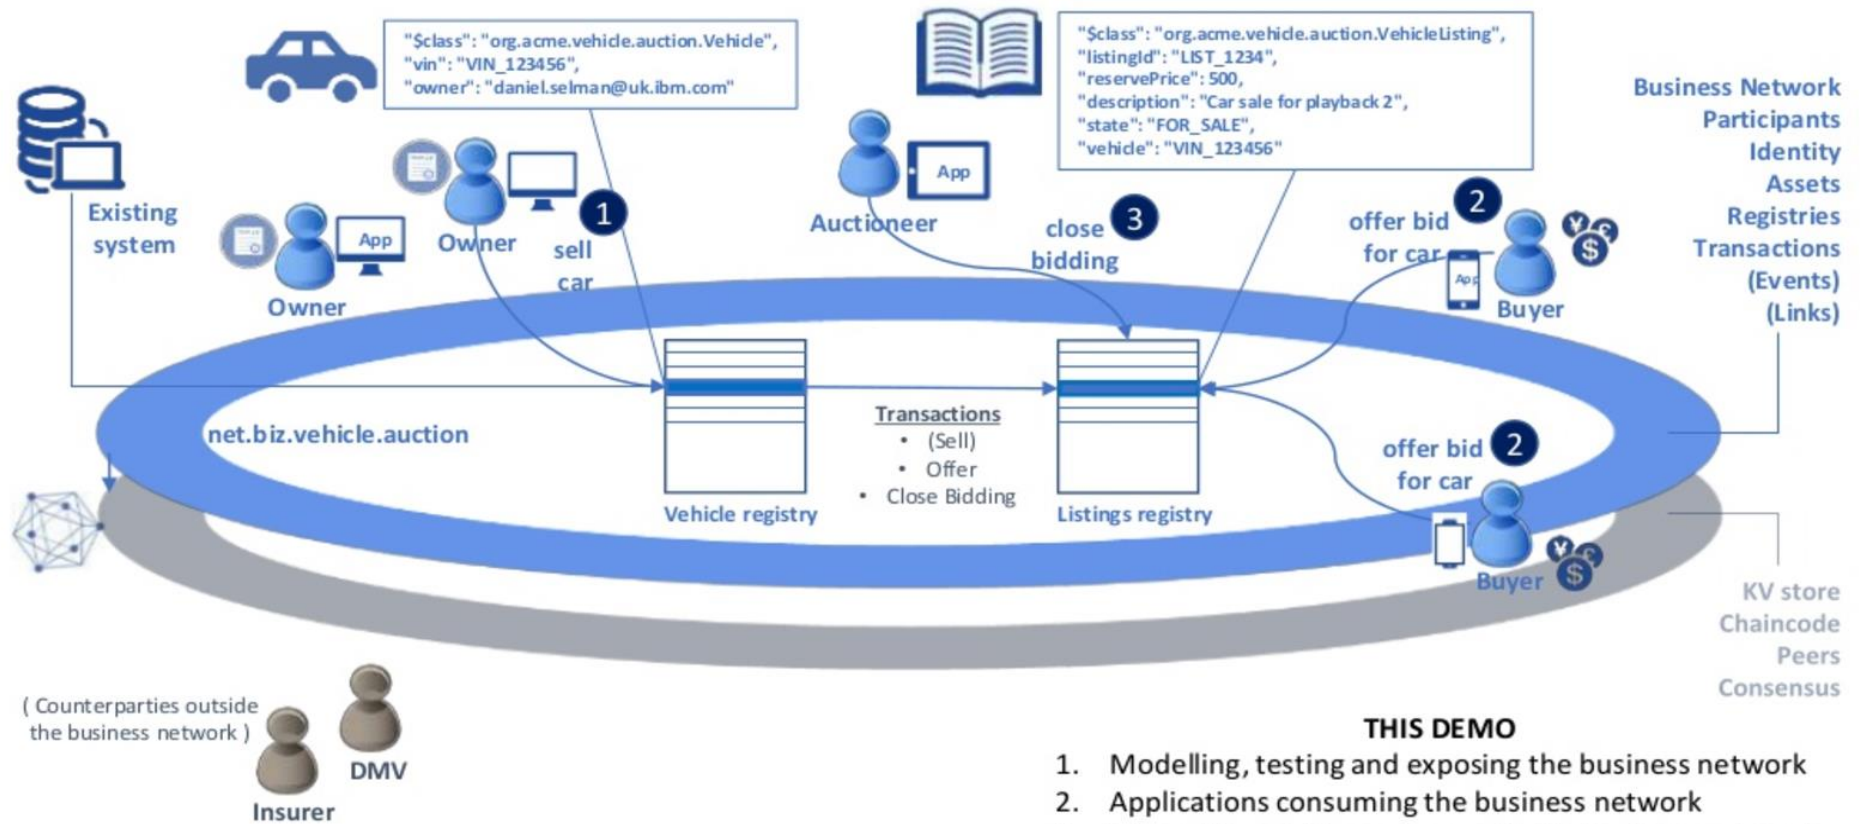 "$class": "org.acme.vehicle.auction.Vehicle",
"vin": "VIN_123456",
"owner": "daniel.selman@uk.ibm.com"
"$class": "org.acme.vehicle.auction.VehicleListing",
"listingId": "LIST_1234",
"reservePrice": 500,
"description": "Car sale for playback 2",
"state": "FOR_SALE",
"vehicle": "VIN_123456"
Business Network
Participants
Identity
Assets
Registries
Transactions
(Events)
(Links)
Existing
system
App
Owner
Owner
1
sell
car
App
Auctioneer
close
bidding
3
offer bid
for car
2
App
¥ £
$
Buyer
net.biz.vehicle.auction
Vehicle registry
Transactions
• (Sell)
• Offer
• Close Bidding
Listings registry
offer bid
for car
2
Buyer
¥ £
$
KV store
Chaincode
Peers
Consensus
( Counterparties outside
the business network )
DMV
Insurer
THIS DEMO
1. Modelling, testing and exposing the business network
2. Applications consuming the business network